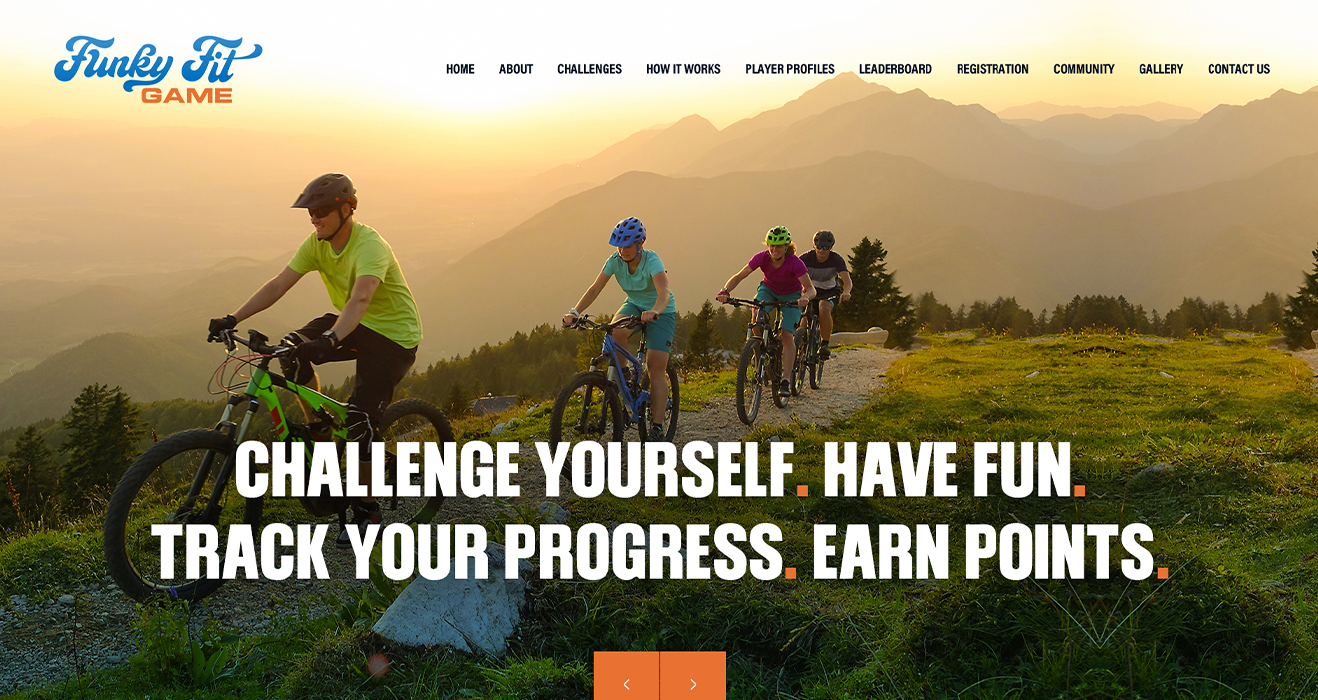 Funky Fit
GAME
HOME ABOUT CHALLENGES HOW IT WORKS PLAYER PROFILES LEADERBOARD REGISTRATION COMMUNITY GALLERY CONTACT US
CHALLENGE YOURSELF. HAVE FUN.
TRACK YOUR PROGRESS. EARN POINTS.